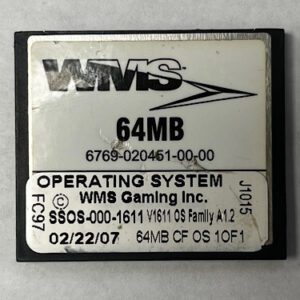 WMS
64MB
6769-020451-00-00
OPERATING SYSTEM
© WMS Gaming Inc.
SSOS-000-1611 V1611 OS Family A1.2
02/22/07 64MB CF OS 1OF1
FC97
J1015